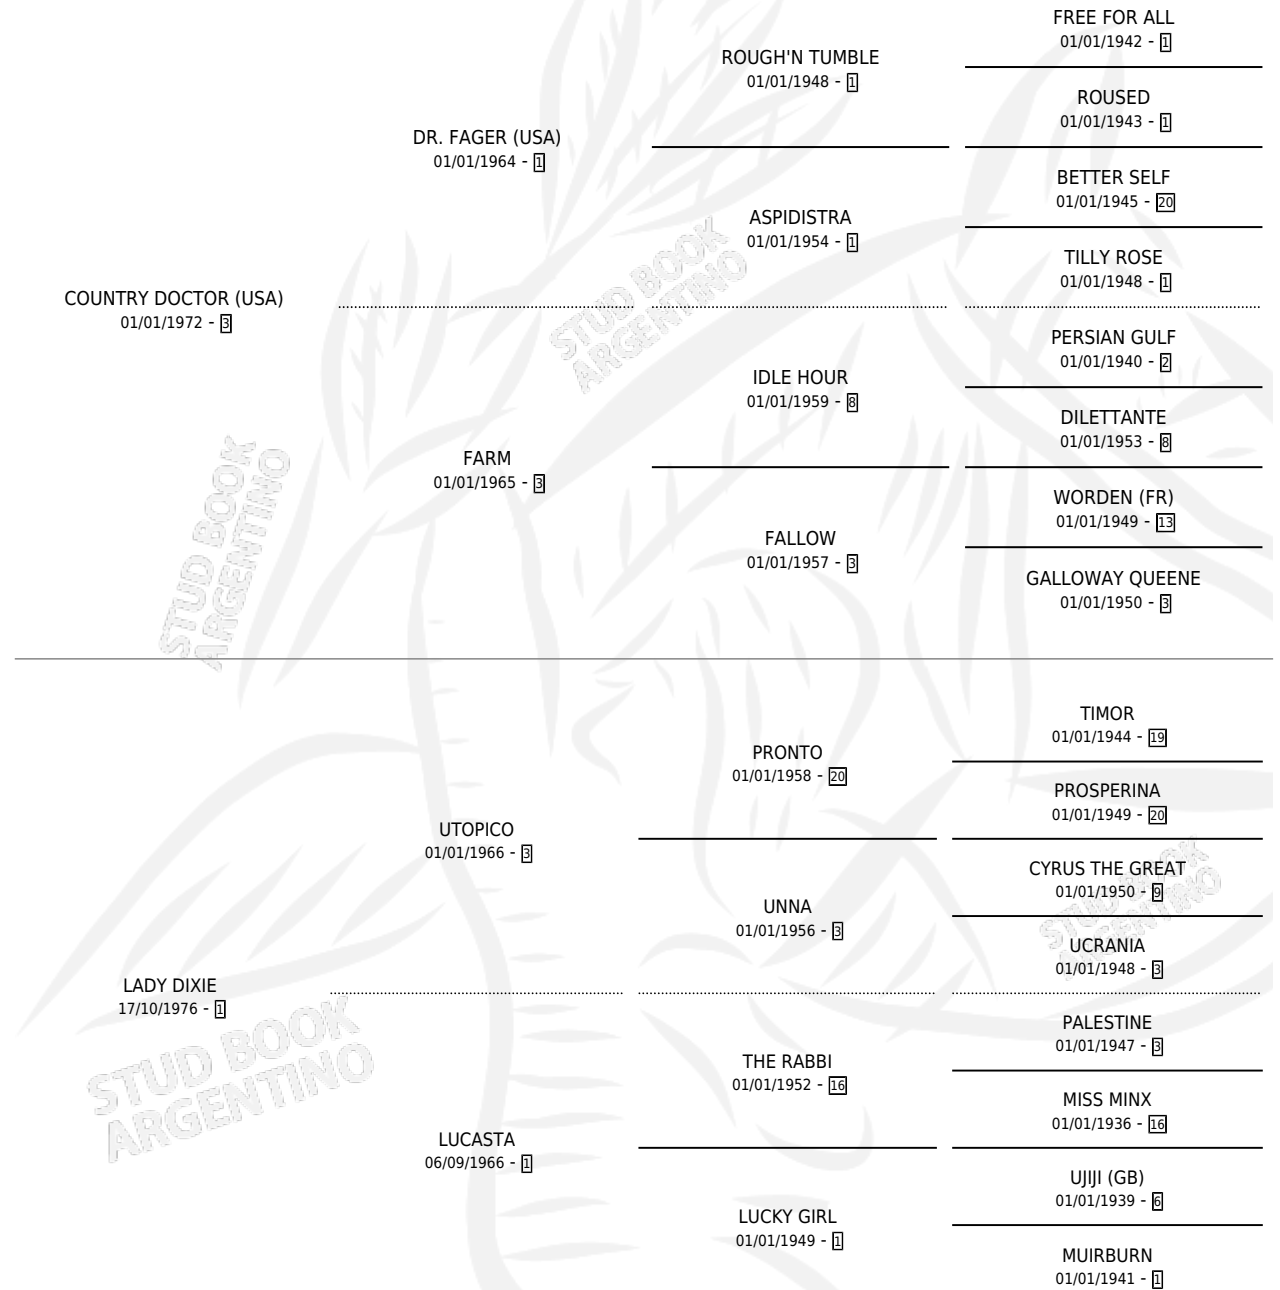 FREE FOR ALL
01/01/1942 - 1
ROUGH'N TUMBLE
01/01/1948 - 1
ROUSED
01/01/1943 - 1
DR. FAGER (USA)
01/01/1964 - 1
BETTER SELF
01/01/1945 - 20
ASPIDISTRA
01/01/1954 - 1
TILLY ROSE
01/01/1948 - 1
COUNTRY DOCTOR (USA)
01/01/1972 - 3
PERSIAN GULF
01/01/1940 - 2
IDLE HOUR
01/01/1959 - 8
DILETTANTE
01/01/1953 - 8
FARM
01/01/1965 - 3
WORDEN (FR)
01/01/1949 - 13
FALLOW
01/01/1957 - 3
GALLOWAY QUEENE
01/01/1950 - 3
TIMOR
01/01/1944 - 19
PRONTO
01/01/1958 - 20
PROSPERINA
01/01/1949 - 20
UTOPICO
01/01/1966 - 3
CYRUS THE GREAT
01/01/1950 - 9
UNNA
01/01/1956 - 3
UCRANIA
01/01/1948 - 3
LADY DIXIE
17/10/1976 - 1
PALESTINE
01/01/1947 - 3
THE RABBI
01/01/1952 - 16
MISS MINX
01/01/1936 - 16
LUCASTA
06/09/1966 - 1
UJIJI (GB)
01/01/1939 - 6
LUCKY GIRL
01/01/1949 - 1
MUIRBURN
01/01/1941 - 1
STUD BOOK
ARGENTINO
STUD BOOK
ARGENTINO
STUD BOOK
ARGENTINO
STUD BOOK
ARGENTINO